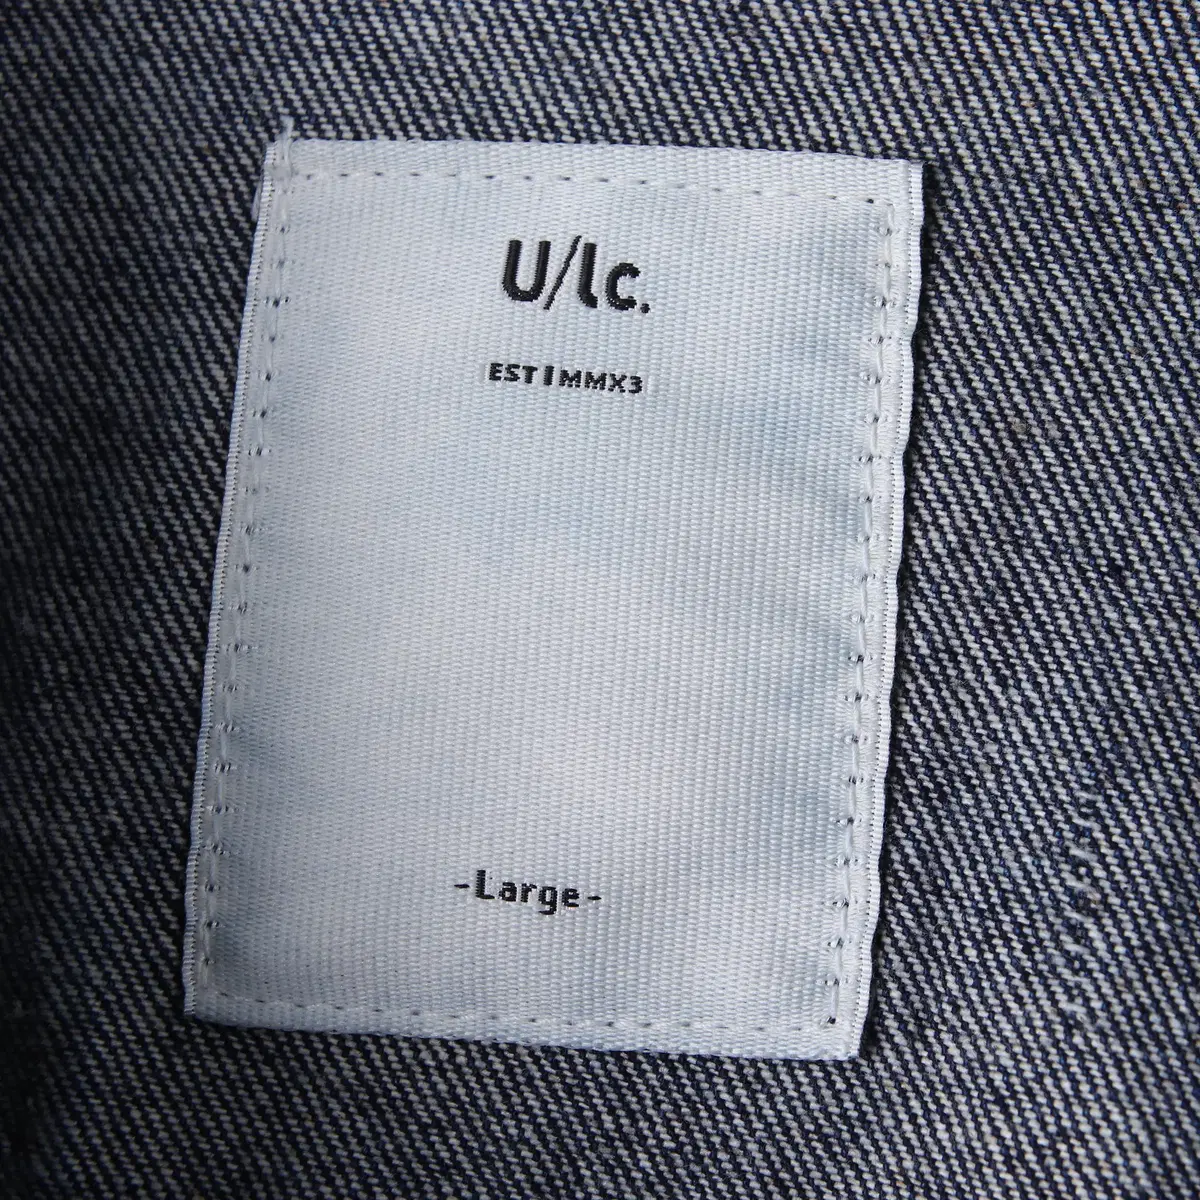 U/lc.
EST|MMX3
-Large-